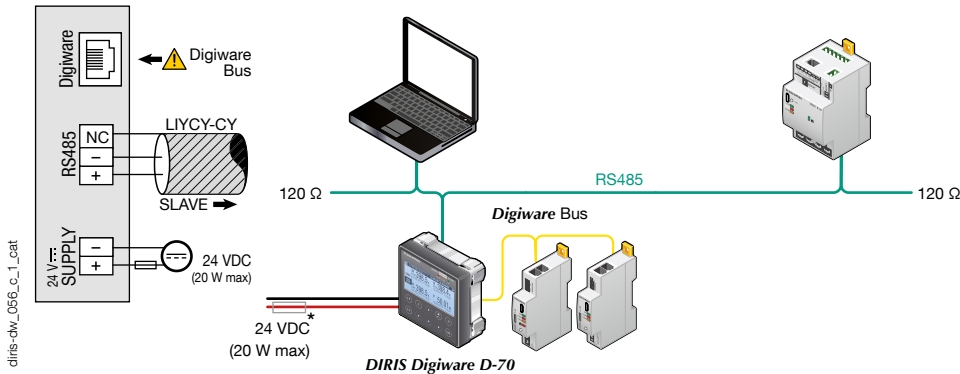 Digiware
Digiware
Bus
RS485
NC
–
+
LIYCY-CY
SLAVE
24 V
SUPPLY
–
+
24 VDC
(20 W max)
diris-dw_056_c_1_cat
120 Ω
RS485
120 Ω
Digiware Bus
24 VDC
*
(20 W max)
DIRIS Digiware D-70